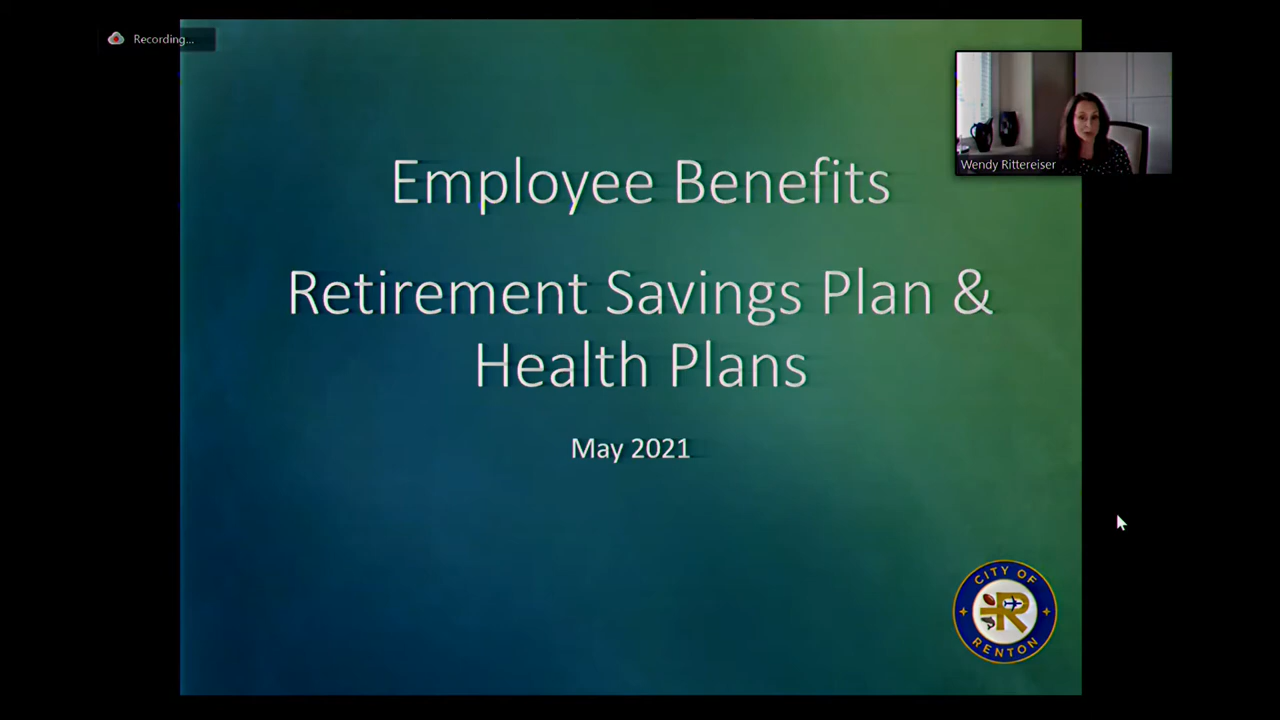 Recording...
Wendy Rittereiser
Employee Benefits
Retirement Savings Plan &
Health Plans
May 2021
CITY OF
R
RENTON